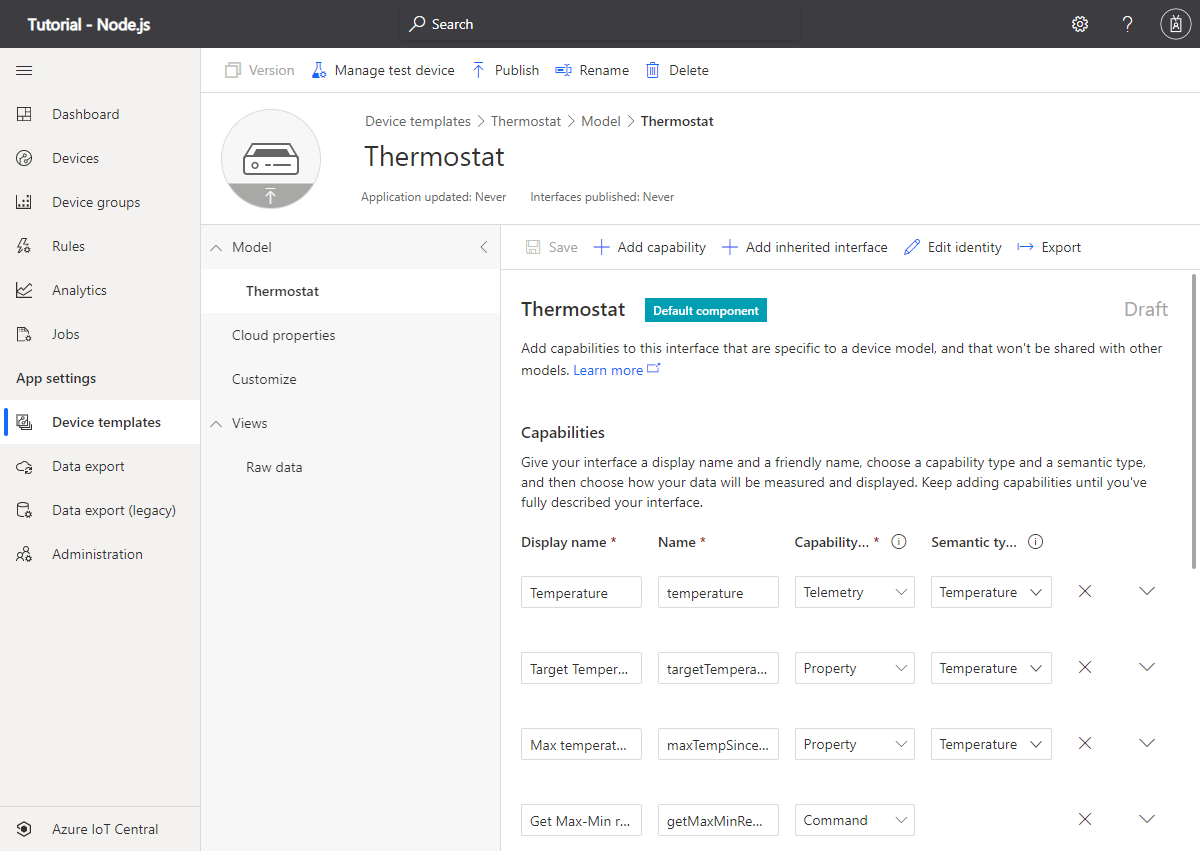 Tutorial - Node.js
Search
?
Version
Manage test device
Publish
Rename
Delete
Dashboard
Devices
Device groups
Rules
Analytics
Jobs
App settings
Device templates
Data export
Data export (legacy)
Administration
Azure IoT Central
Device templates > Thermostat > Model > Thermostat
Thermostat
Application updated: Never
Interfaces published: Never
Model
Thermostat
Cloud properties
Customize
Views
Raw data
Save
Add capability
Add inherited interface
Edit identity
Export
Thermostat
Default component
Draft
Add capabilities to this interface that are specific to a device model, and that won't be shared with other
models. Learn more
Capabilities
Give your interface a display name and a friendly name, choose a capability type and a semantic type,
and then choose how your data will be measured and displayed. Keep adding capabilities until you've
fully described your interface.
Display name * Name * Capability... * Semantic ty...
Temperature temperature Telemetry Temperature
Target Temper... targetTempera... Property Temperature
Max temperat... maxTempSince... Property Temperature
Get Max-Min r... getMaxMinRe... Command